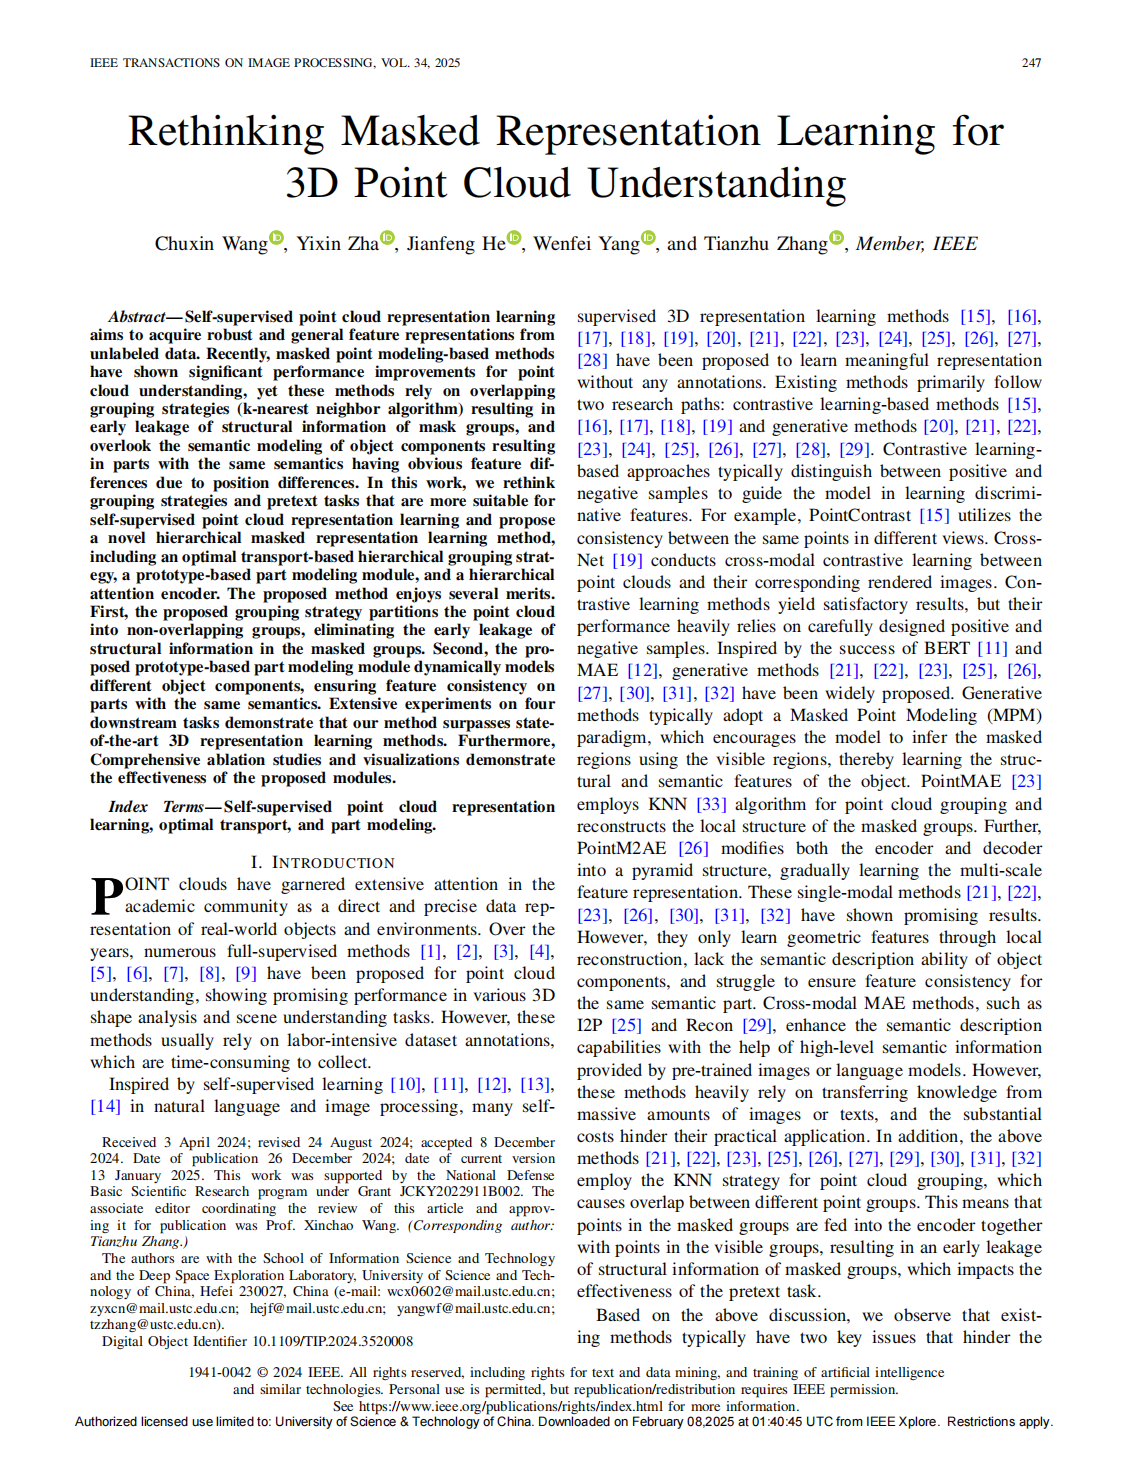 IEEE TRANSACTIONS ON IMAGE PROCESSING, VOL. 34, 2025
247
Rethinking Masked Representation Learning for
3D Point Cloud Understanding
Chuxin Wang, Yixin Zha, Jianfeng He, Wenfei Yang, and Tianzhu Zhang, Member, IEEE
Abstract—Self-supervised point cloud representation learning
aims to acquire robust and general feature representations from
unlabeled data. Recently, masked point modeling-based methods
have shown significant performance improvements for point
cloud understanding, yet these methods rely on overlapping
grouping strategies (k-nearest neighbor algorithm) resulting in
early leakage of structural information of mask groups, and
overlook the semantic modeling of object components resulting
in parts with the same semantics having obvious feature dif-
ferences due to position differences. In this work, we rethink
grouping strategies and pretext tasks that are more suitable for
self-supervised point cloud representation learning and propose
a novel hierarchical masked representation learning method,
including an optimal transport-based hierarchical grouping strat-
egy, a prototype-based part modeling module, and a hierarchical
attention encoder. The proposed method enjoys several merits.
First, the proposed grouping strategy partitions the point cloud
into non-overlapping groups, eliminating the early leakage of
structural information in the masked groups. Second, the pro-
posed prototype-based part modeling module dynamically models
different object components, ensuring feature consistency on
parts with the same semantics. Extensive experiments on four
downstream tasks demonstrate that our method surpasses state-
of-the-art 3D representation learning methods. Furthermore,
Comprehensive ablation studies and visualizations demonstrate
the effectiveness of the proposed modules.
Index Terms—Self-supervised point cloud representation
learning, optimal transport, and part modeling.
I. INTRODUCTION
POINT clouds have garnered extensive attention in the
academic community as a direct and precise data rep-
resentation of real-world objects and environments. Over the
years, numerous full-supervised methods [1], [2], [3], [4],
[5], [6], [7], [8], [9] have been proposed for point cloud
understanding, showing promising performance in various 3D
shape analysis and scene understanding tasks. However, these
methods usually rely on labor-intensive dataset annotations,
which are time-consuming to collect.
Inspired by self-supervised learning [10], [11], [12], [13],
[14] in natural language and image processing, many self-
Received 3 April 2024; revised 24 August 2024; accepted 8 December
2024. Date of publication 26 December 2024; date of current version
13 January 2025. This work was supported by the National Defense
Basic Scientific Research program under Grant JCKY2022911B002. The
associate editor coordinating the review of this article and approv-
ing it for publication was Prof. Xinchao Wang. (Corresponding author:
Tianzhu Zhang.)
The authors are with the School of Information Science and Technology
and the Deep Space Exploration Laboratory, University of Science and Tech-
nology of China, Hefei 230027, China (e-mail: wcx0602@mail.ustc.edu.cn;
zyxcn@mail.ustc.edu.cn; hejf@mail.ustc.edu.cn; yangwf@mail.ustc.edu.cn;
tzzhang@ustc.edu.cn).
Digital Object Identifier 10.1109/TIP.2024.3520008
supervised 3D representation learning methods [15], [16],
[17], [18], [19], [20], [21], [22], [23], [24], [25], [26], [27],
[28] have been proposed to learn meaningful representation
without any annotations. Existing methods primarily follow
two research paths: contrastive learning-based methods [15],
[16], [17], [18], [19] and generative methods [20], [21], [22],
[23], [24], [25], [26], [27], [28], [29]. Contrastive learning-
based approaches typically distinguish between positive and
negative samples to guide the model in learning discrimi-
native features. For example, PointContrast [15] utilizes the
consistency between the same points in different views. Cross-
Net [19] conducts cross-modal contrastive learning between
point clouds and their corresponding rendered images. Con-
trastive learning methods yield satisfactory results, but their
performance heavily relies on carefully designed positive and
negative samples. Inspired by the success of BERT [11] and
MAE [12], generative methods [21], [22], [23], [25], [26],
[27], [30], [31], [32] have been widely proposed. Generative
methods typically adopt a Masked Point Modeling (MPM)
paradigm, which encourages the model to infer the masked
regions using the visible regions, thereby learning the struc-
tural and semantic features of the object. PointMAE [23]
employs KNN [33] algorithm for point cloud grouping and
reconstructs the local structure of the masked groups. Further,
PointM2AE [26] modifies both the encoder and decoder
into a pyramid structure, gradually learning the multi-scale
feature representation. These single-modal methods [21], [22],
[23], [26], [30], [31], [32] have shown promising results.
However, they only learn geometric features through local
reconstruction, lack the semantic description ability of object
components, and struggle to ensure feature consistency for
the same semantic part. Cross-modal MAE methods, such as
I2P [25] and Recon [29], enhance the semantic description
capabilities with the help of high-level semantic information
provided by pre-trained images or language models. However,
these methods heavily rely on transferring knowledge from
massive amounts of images or texts, and the substantial
costs hinder their practical application. In addition, the above
methods [21], [22], [23], [25], [26], [27], [29], [30], [31], [32]
employ the KNN strategy for point cloud grouping, which
causes overlap between different point groups. This means that
points in the masked groups are fed into the encoder together
with points in the visible groups, resulting in an early leakage
of structural information of masked groups, which impacts the
effectiveness of the pretext task.
Based on the above discussion, we observe that exist-
ing methods typically have two key issues that hinder the
1941-0042 © 2024 IEEE. All rights reserved, including rights for text and data mining, and training of artificial intelligence
and similar technologies. Personal use is permitted, but republication/redistribution requires IEEE permission.
See https://www.ieee.org/publications/rights/index.html for more information.
Authorized licensed use limited to: University of Science & Technology of China. Downloaded on February 08,2025 at 01:40:45 UTC from IEEE Xplore. Restrictions apply.